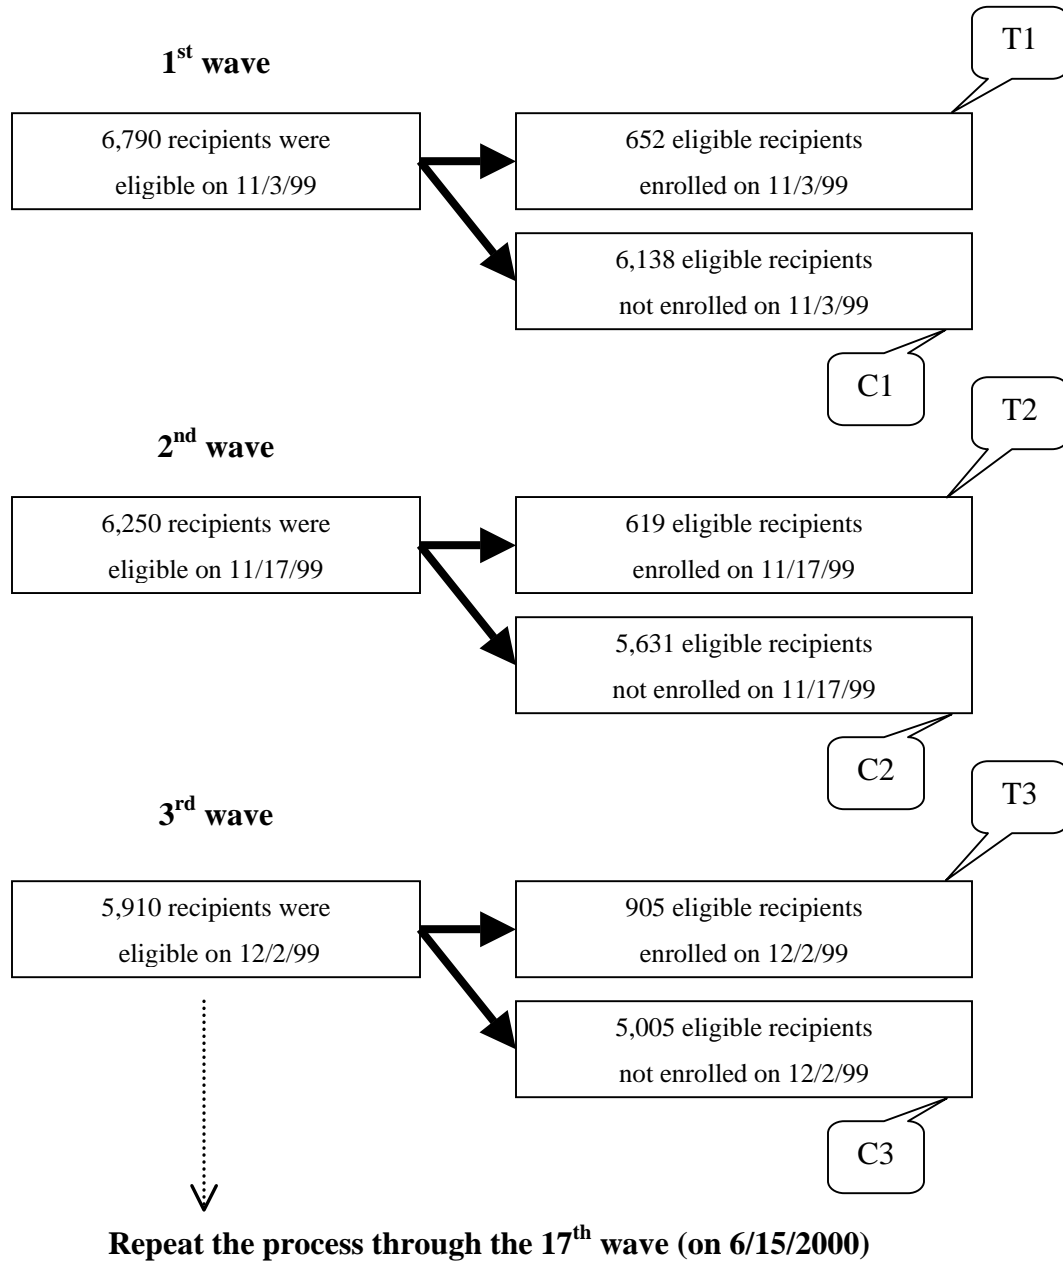 T1
1st wave
6,790 recipients were
eligible on 11/3/99
652 eligible recipients
enrolled on 11/3/99
6,138 eligible recipients
not enrolled on 11/3/99
C1
T2
2nd wave
6,250 recipients were
eligible on 11/17/99
619 eligible recipients
enrolled on 11/17/99
5,631 eligible recipients
not enrolled on 11/17/99
C2
T3
3rd wave
5,910 recipients were
eligible on 12/2/99
905 eligible recipients
enrolled on 12/2/99
5,005 eligible recipients
not enrolled on 12/2/99
C3
Repeat the process through the 17th wave (on 6/15/2000)